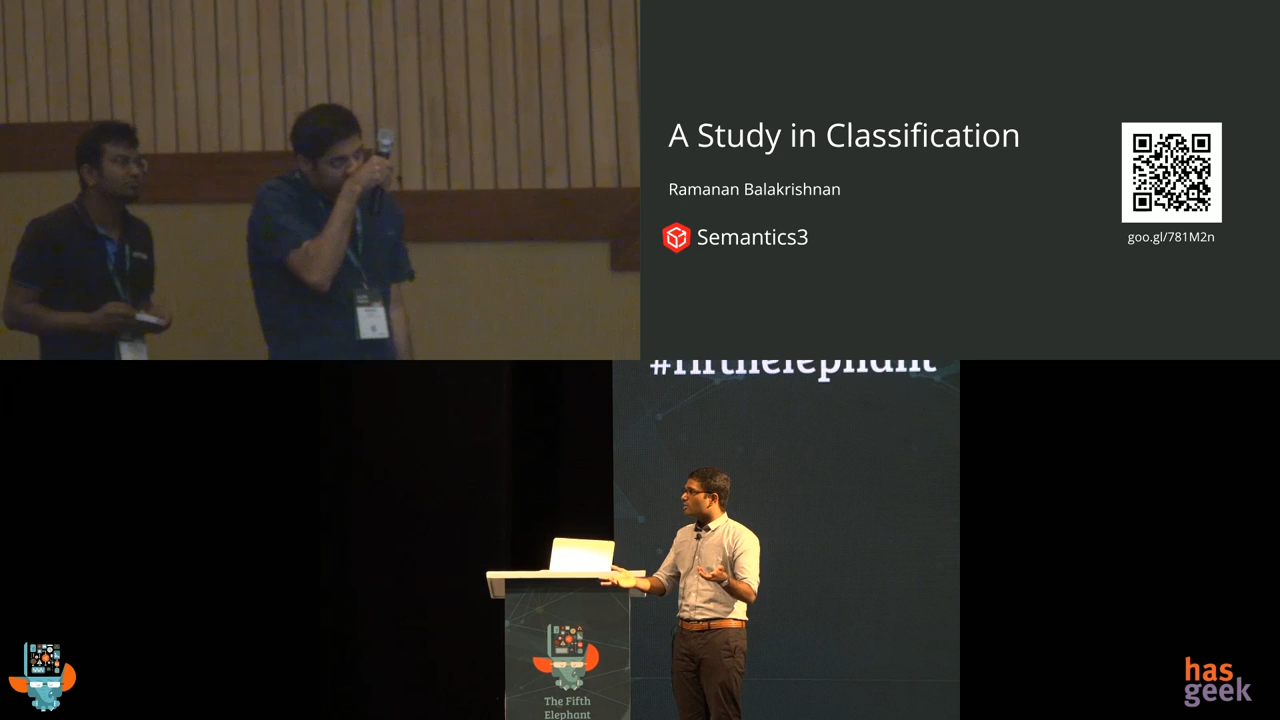 A Study in Classification
Ramanan Balakrishnan
Semantics3
goo.gl/781M2n
#fifthelephant
The Fifth
Elephant
has
geek